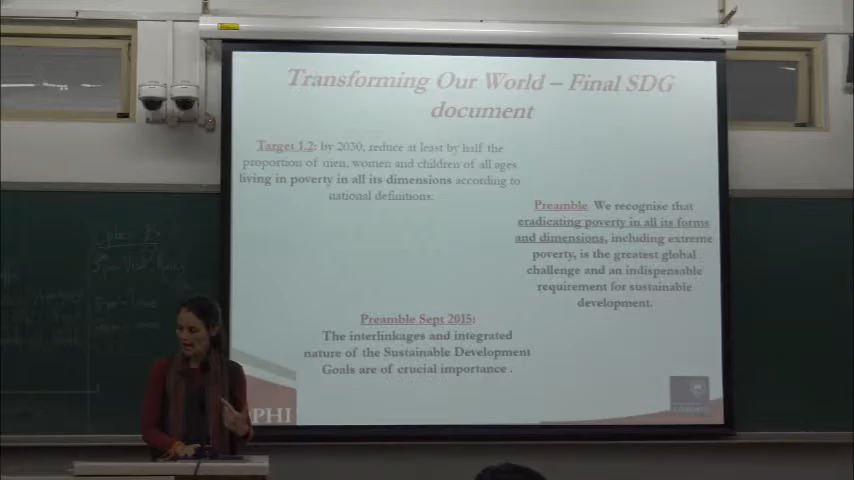 Transforming Our World – Final SDG
document
Target 1.2: by 2030, reduce at least by half the
proportion of men, women and children of all ages
living in poverty in all its dimensions according to
national definitions.
Preamble We recognise that
eradicating poverty in all its forms
and dimensions, including extreme
poverty, is the greatest global
challenge and an indispensable
requirement for sustainable
development.
Preamble Sept 2015:
The interlinkages and integrated
nature of the Sustainable Development
Goals are of crucial importance .
PHI